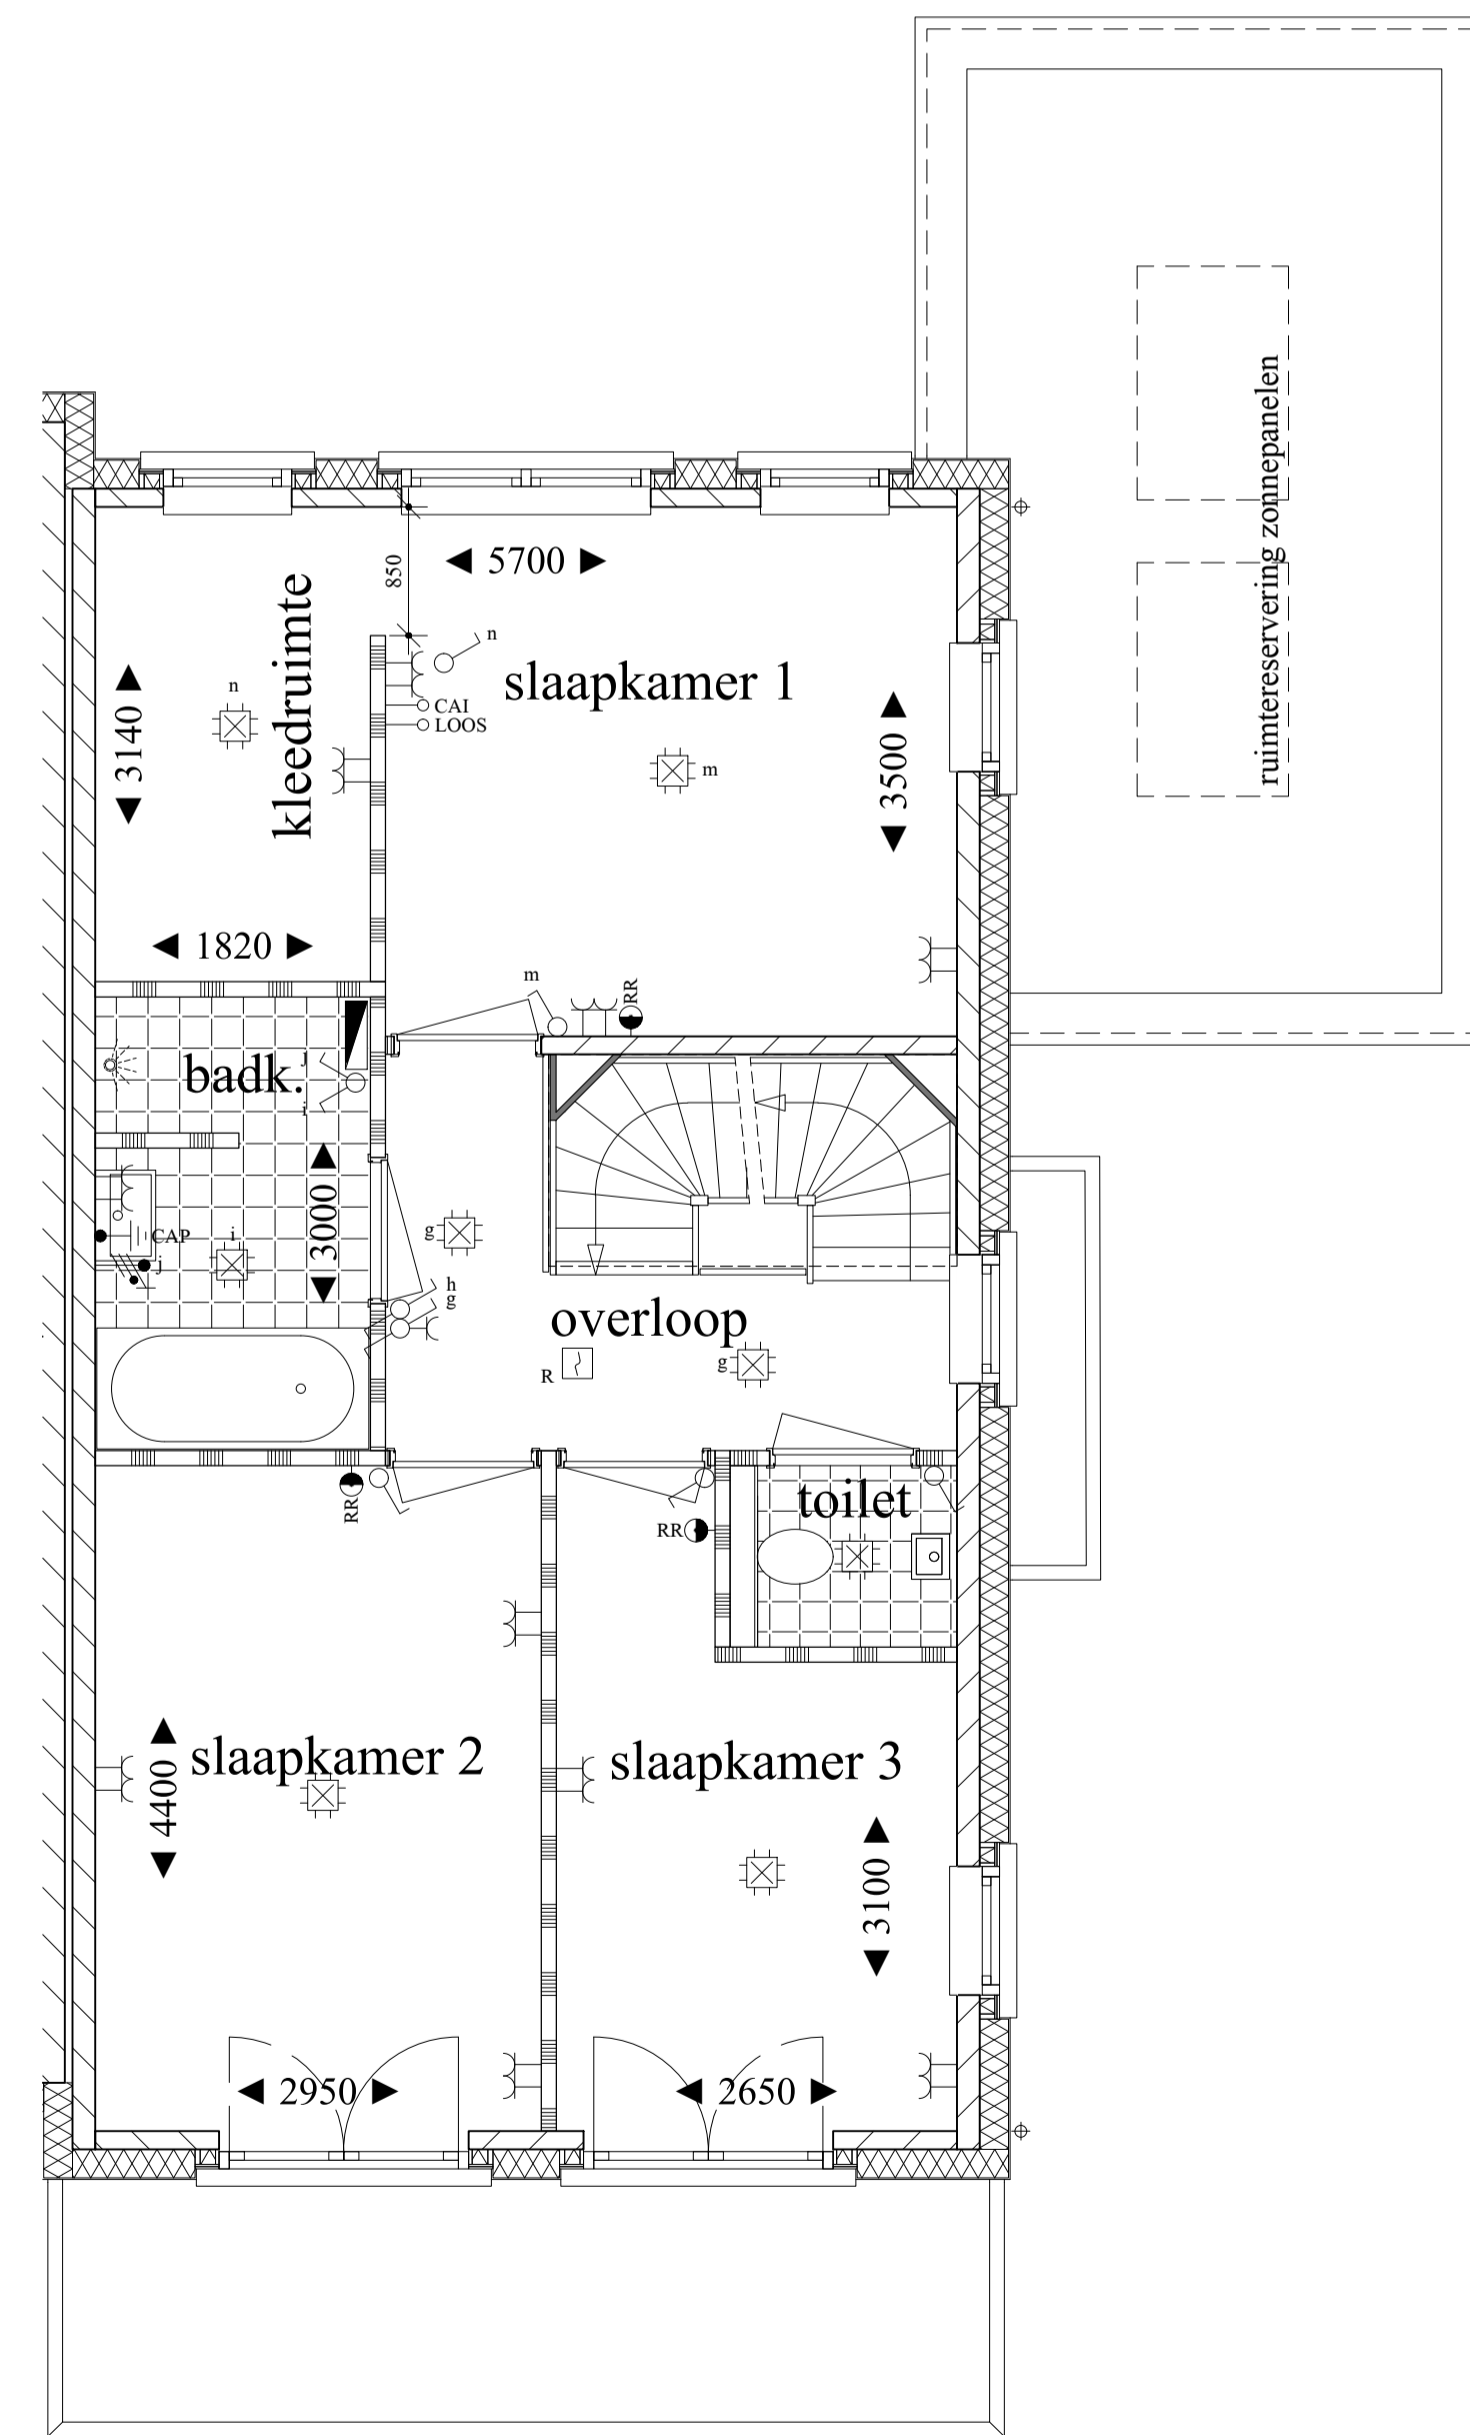 ruimtereservering zonnepanelen
850
5700
kleedruimte
n
slaapkamer 1
n
CAI
LOOS
3140
3500
m
1820
m
RR
j
badk.
i
3000
CAP
i
j
g
h
g
overloop
g
R
toilet
RR
RR
slaapkamer 2
slaapkamer 3
4400
3100
2950
2650